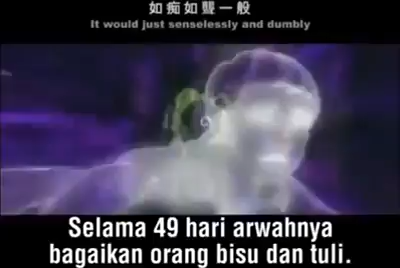 如痴如聾一般
It would just senselessly and dumbly
Selama 49 hari arwahnya
bagaikan orang bisu dan tuli.